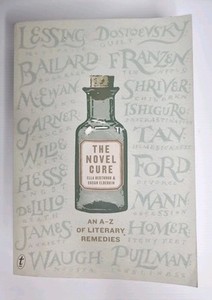 LESSING DOSTOEVSKY
BALLARD FRANZEN
McEWAN SHRIVER
GARNER ISHIGURO
WILDE TAN
THE
NOVEL
CURE
ELLA BERTHOUD &
SUSAN ELDERKIN
HESSE FORD
DeLILLO MANN
AN A–Z
OF LITERARY
REMEDIES
JAMES HOMER
WAUGH PULLMAN
t